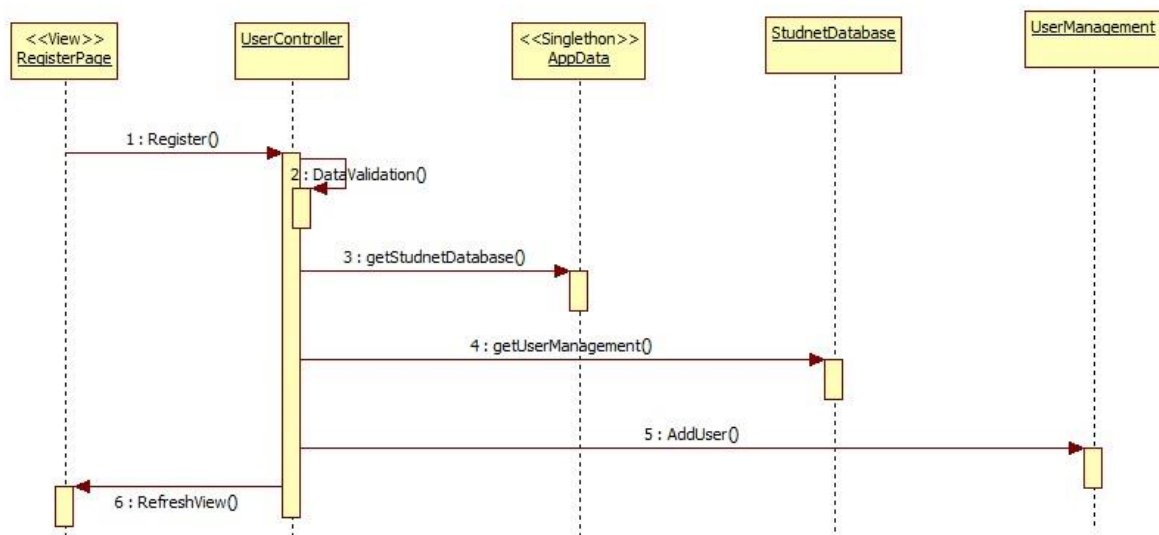 <<View>>
RegisterPage
UserController
<<Singlethon>>
AppData
StudnetDatabase
UserManagement
1 : Register()
2 : DataValidation()
3 : getStudnetDatabase()
4 : getUserManagement()
5 : AddUser()
6 : RefreshView()